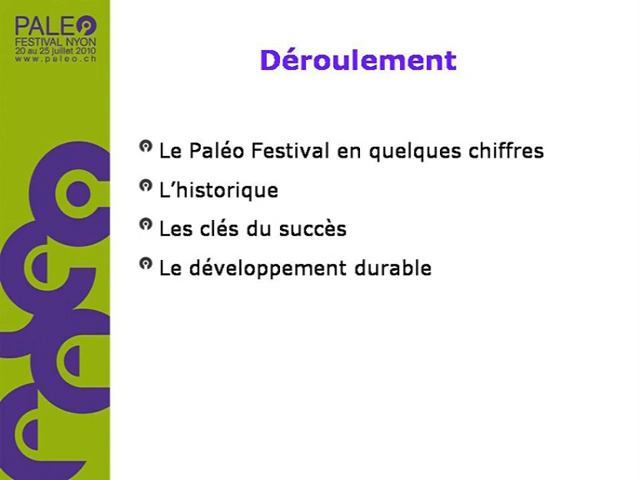 PALEO
FESTIVAL NYON
20 au 25 juillet 2010
www.paleo.ch
Déroulement
Le Paléo Festival en quelques chiffres
L’historique
Les clés du succès
Le développement durable